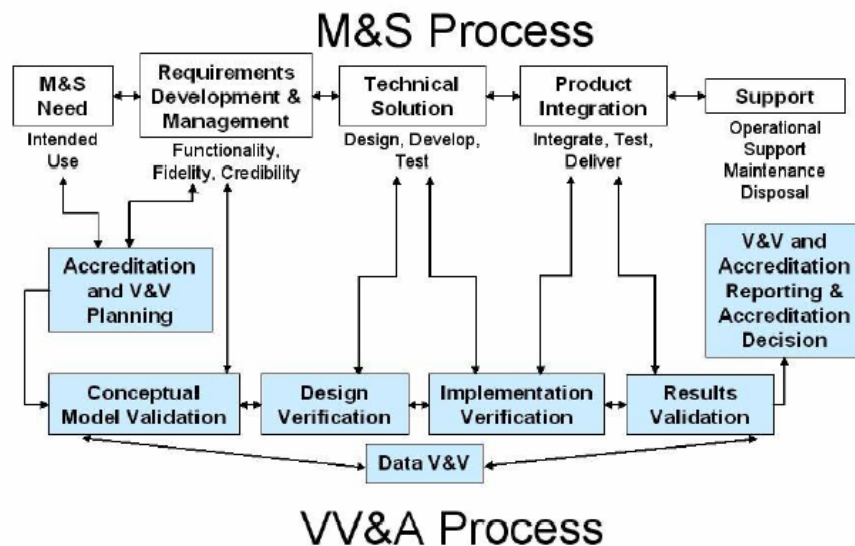 M&S Process
M&S
Need
Requirements
Development &
Management
Technical
Solution
Product
Integration
Support
Intended
Use
Functionality,
Fidelity, Credibility
Design, Develop,
Test
Integrate, Test,
Deliver
Operational
Support
Maintenance
Disposal
Accreditation
and V&V
Planning
V&V and
Accreditation
Reporting &
Accreditation
Decision
Conceptual
Model Validation
Design
Verification
Implementation
Verification
Results
Validation
Data V&V
VV&A Process